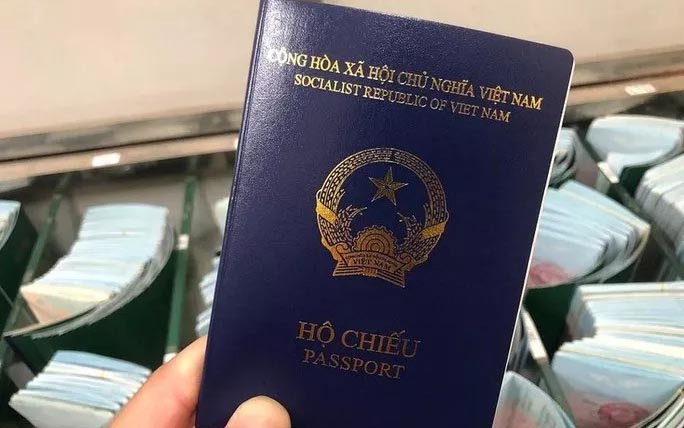 CỘNG HÒA XÃ HỘI CHỦ NGHĨA VIỆT NAM
SOCIALIST REPUBLIC OF VIET NAM
VIỆT NAM
HỘ CHIẾU
PASSPORT